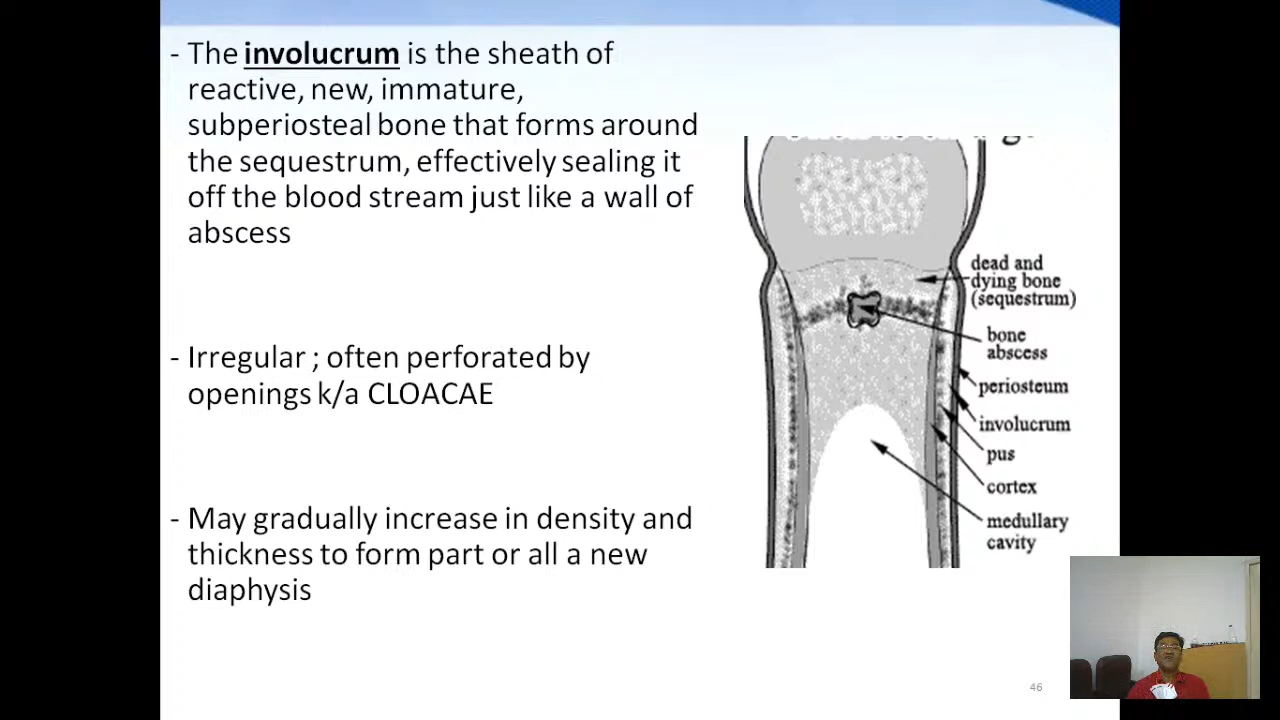 - The involucrum is the sheath of
reactive, new, immature,
subperiosteal bone that forms around
the sequestrum, effectively sealing it
off the blood stream just like a wall of
abscess
- Irregular ; often perforated by
openings k/a CLOACAE
- May gradually increase in density and
thickness to form part or all a new
diaphysis
dead and
dying bone
(sequestrum)
bone
abscess
periosteum
involucrum
pus
cortex
medullary
cavity
46